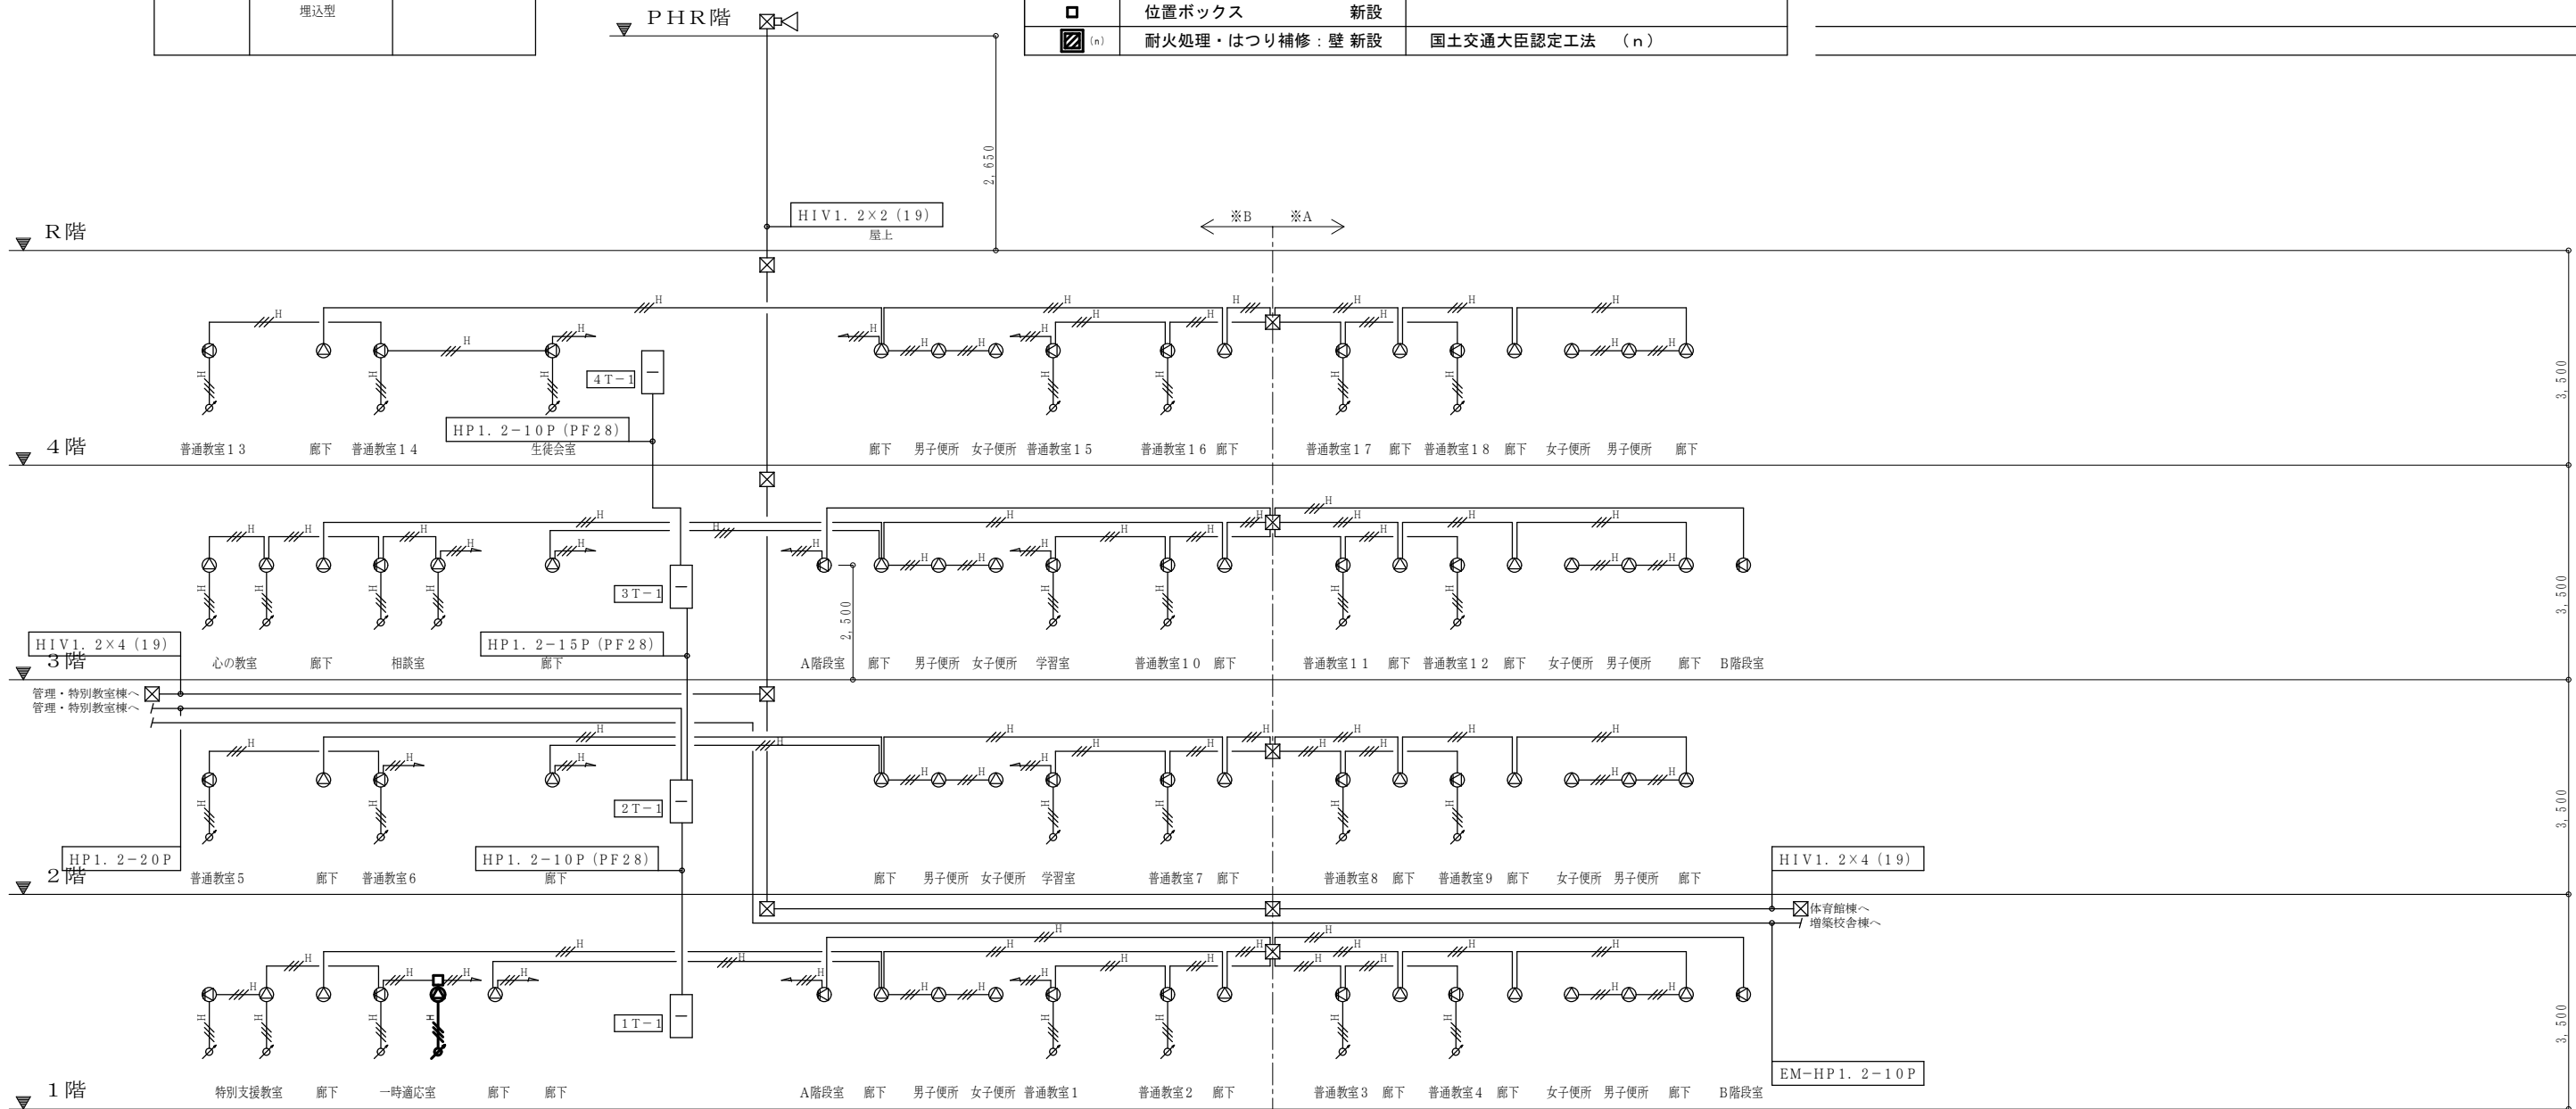 埋込型
位置ボックス 新設
(n) 耐火処理・はつり補修：壁 新設 国土交通大臣認定工法 （n）
PHR階
2,650
HIV1.2×2(19)
屋上
※B ※A
R階
H H H H H H H H
H H H H H H H H H H H H
4T-1
3,500
H H H H H H H
HP1.2-10P(PF28)
4階
普通教室13 廊下 普通教室14 生徒会室 廊下 男子便所 女子便所 普通教室15 普通教室16 廊下 普通教室17 廊下 普通教室18 廊下 女子便所 男子便所 廊下
H
H H H H H H H
H H H H H H H
H H H H H H H H
3T-1
3,500
2,500
H H H H H H H H
HIV1.2×4(19)
HP1.2-15P(PF28)
3階
心の教室 廊下 相談室 廊下 A階段室 廊下 男子便所 女子便所 学習室 普通教室10 廊下 普通教室11 廊下 普通教室12 廊下 女子便所 男子便所 廊下 B階段室
管理・特別教室棟へ
管理・特別教室棟へ
H H H H H H
H H H H H H
H H H H H H H
2T-1
3,500
H H H H H H
HP1.2-20P
HP1.2-10P(PF28)
HIV1.2×4(19)
2階
普通教室5 廊下 普通教室6 廊下 廊下 男子便所 女子便所 学習室 普通教室7 廊下 普通教室8 廊下 普通教室9 廊下 女子便所 男子便所 廊下
体育館棟へ
増築校舎棟へ
H H
H H H H H H
H H H H H H
H H H H H H H H H H
1T-1
3,500
H H H H H H H H
EM-HP1.2-10P
1階
特別支援教室 廊下 一時適応室 廊下 廊下 A階段室 廊下 男子便所 女子便所 普通教室1 普通教室2 廊下 普通教室3 廊下 普通教室4 廊下 女子便所 男子便所 廊下 B階段室